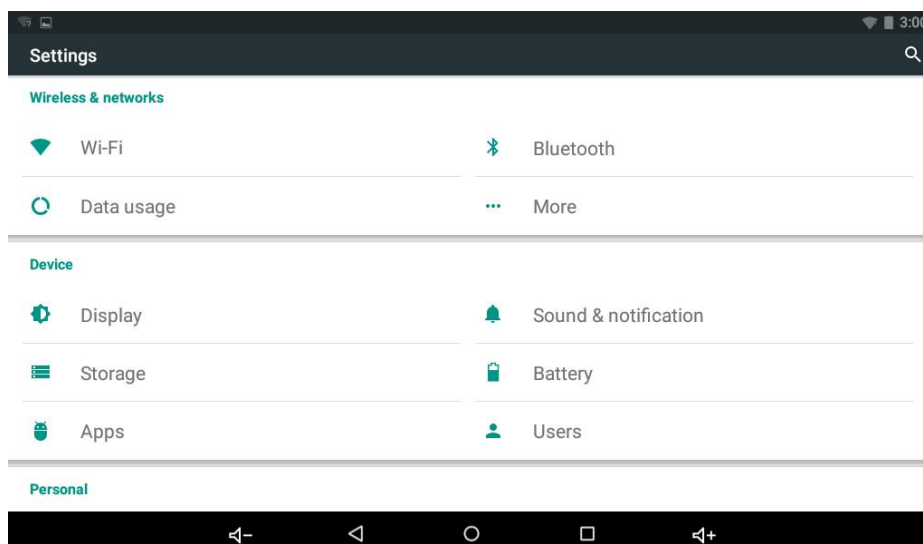 3:00
Settings
Wireless & networks
Wi-Fi
Bluetooth
Data usage
More
Device
Display
Sound & notification
Storage
Battery
Apps
Users
Personal